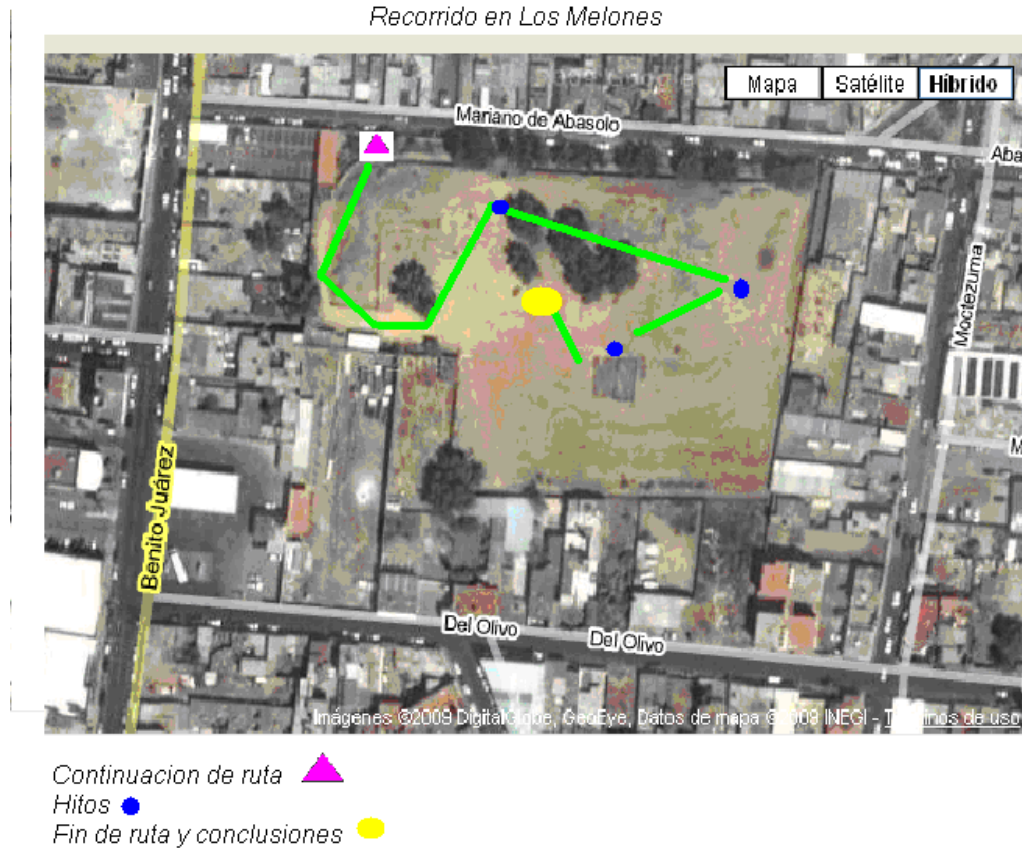 Recorrido en Los Melones
Mapa Satélite Híbrido
Mariano de Abasolo
Aba
Moctezuma
M
Benito Juárez
Del Olivo
Del Olivo
Imágenes ©2009 DigitalGlobe, GeoEye, Datos de mapa ©2009 INEGI - Términos de uso
Continuacion de ruta
Hitos
Fin de ruta y conclusiones